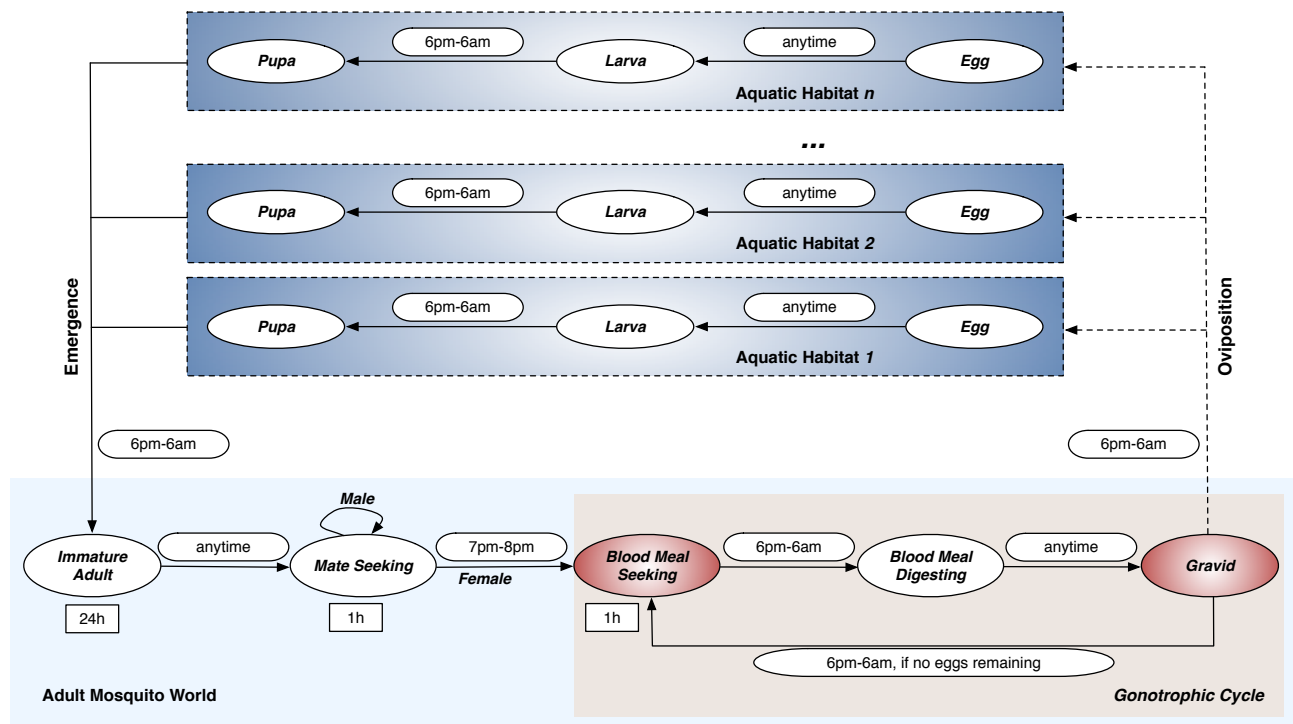 6pm-6am
anytime
Pupa
Larva
Egg
Aquatic Habitat n
...
6pm-6am
anytime
Pupa
Larva
Egg
Aquatic Habitat 2
6pm-6am
anytime
Pupa
Larva
Egg
Aquatic Habitat 1
Emergence
Oviposition
6pm-6am
6pm-6am
Male
anytime
7pm-8pm
6pm-6am
anytime
Immature
Adult
Mate Seeking
Female
Blood Meal
Seeking
Blood Meal
Digesting
Gravid
24h
1h
1h
6pm-6am, if no eggs remaining
Adult Mosquito World
Gonotrophic Cycle